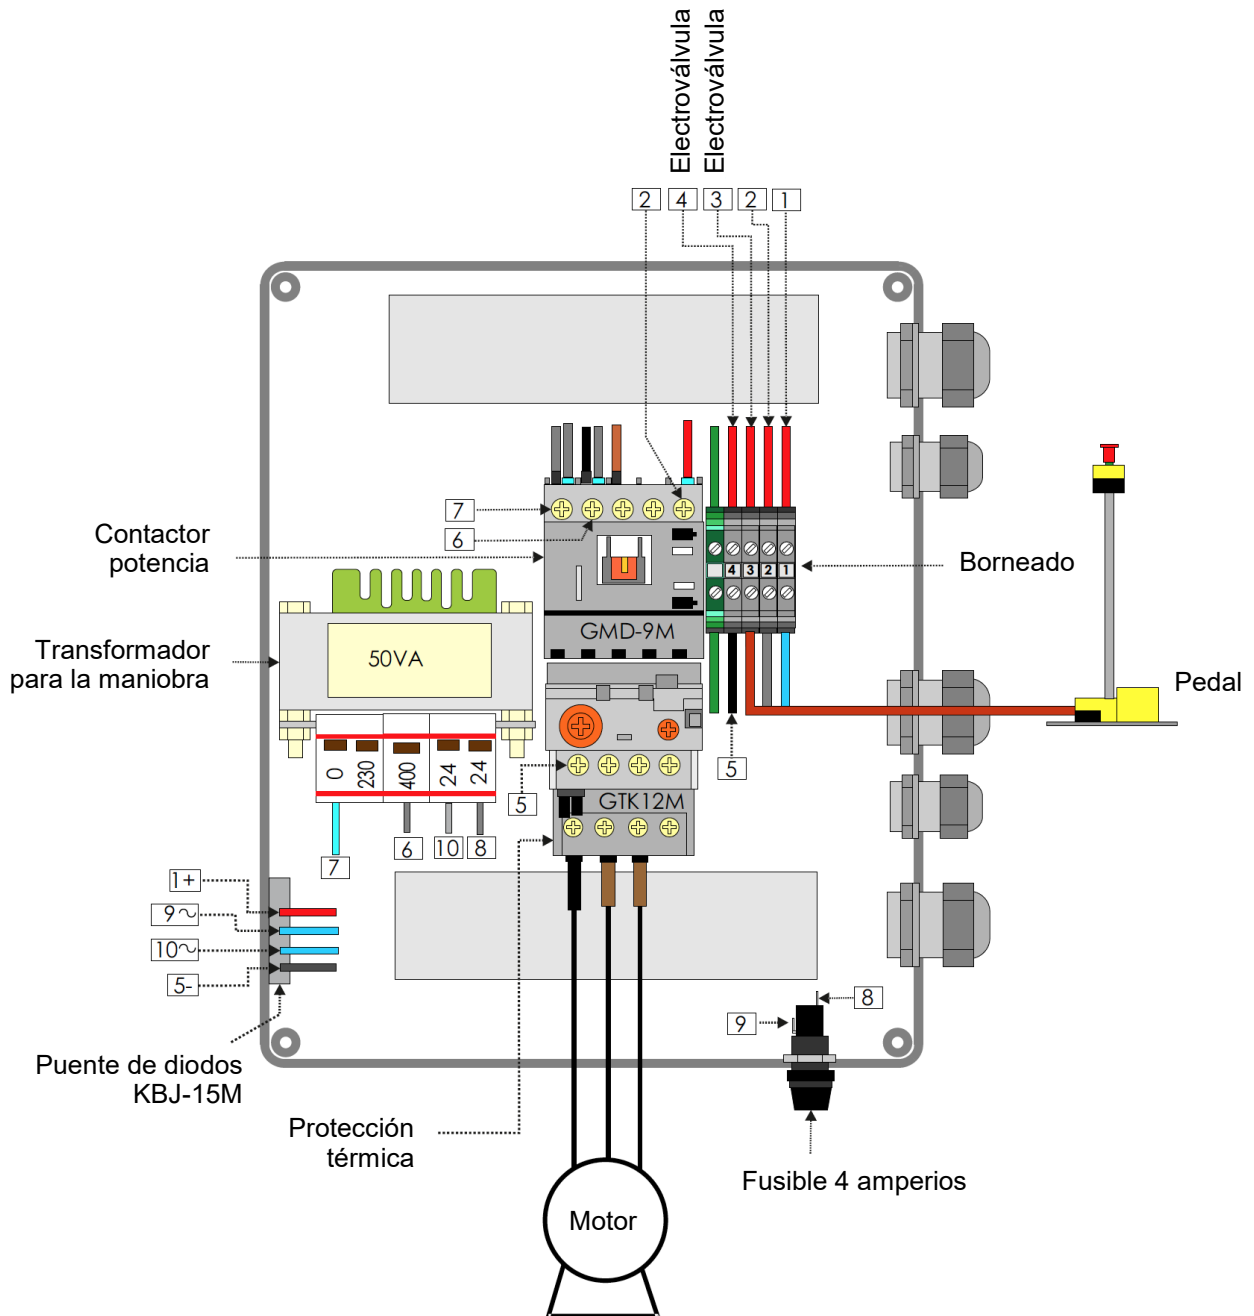 Electroválvula
Electroválvula
2 4 3 2 1
7
6
Contactor
potencia
4 3 2 1
Borneado
GMD-9M
Transformador
para la maniobra
50VA
Pedal
0 230 400 24 24
5
5
GTK12M
7 6 10 8
1+
9~
10~
5-
8
9
Puente de diodos
KBJ-15M
Protección
térmica
Fusible 4 amperios
Motor